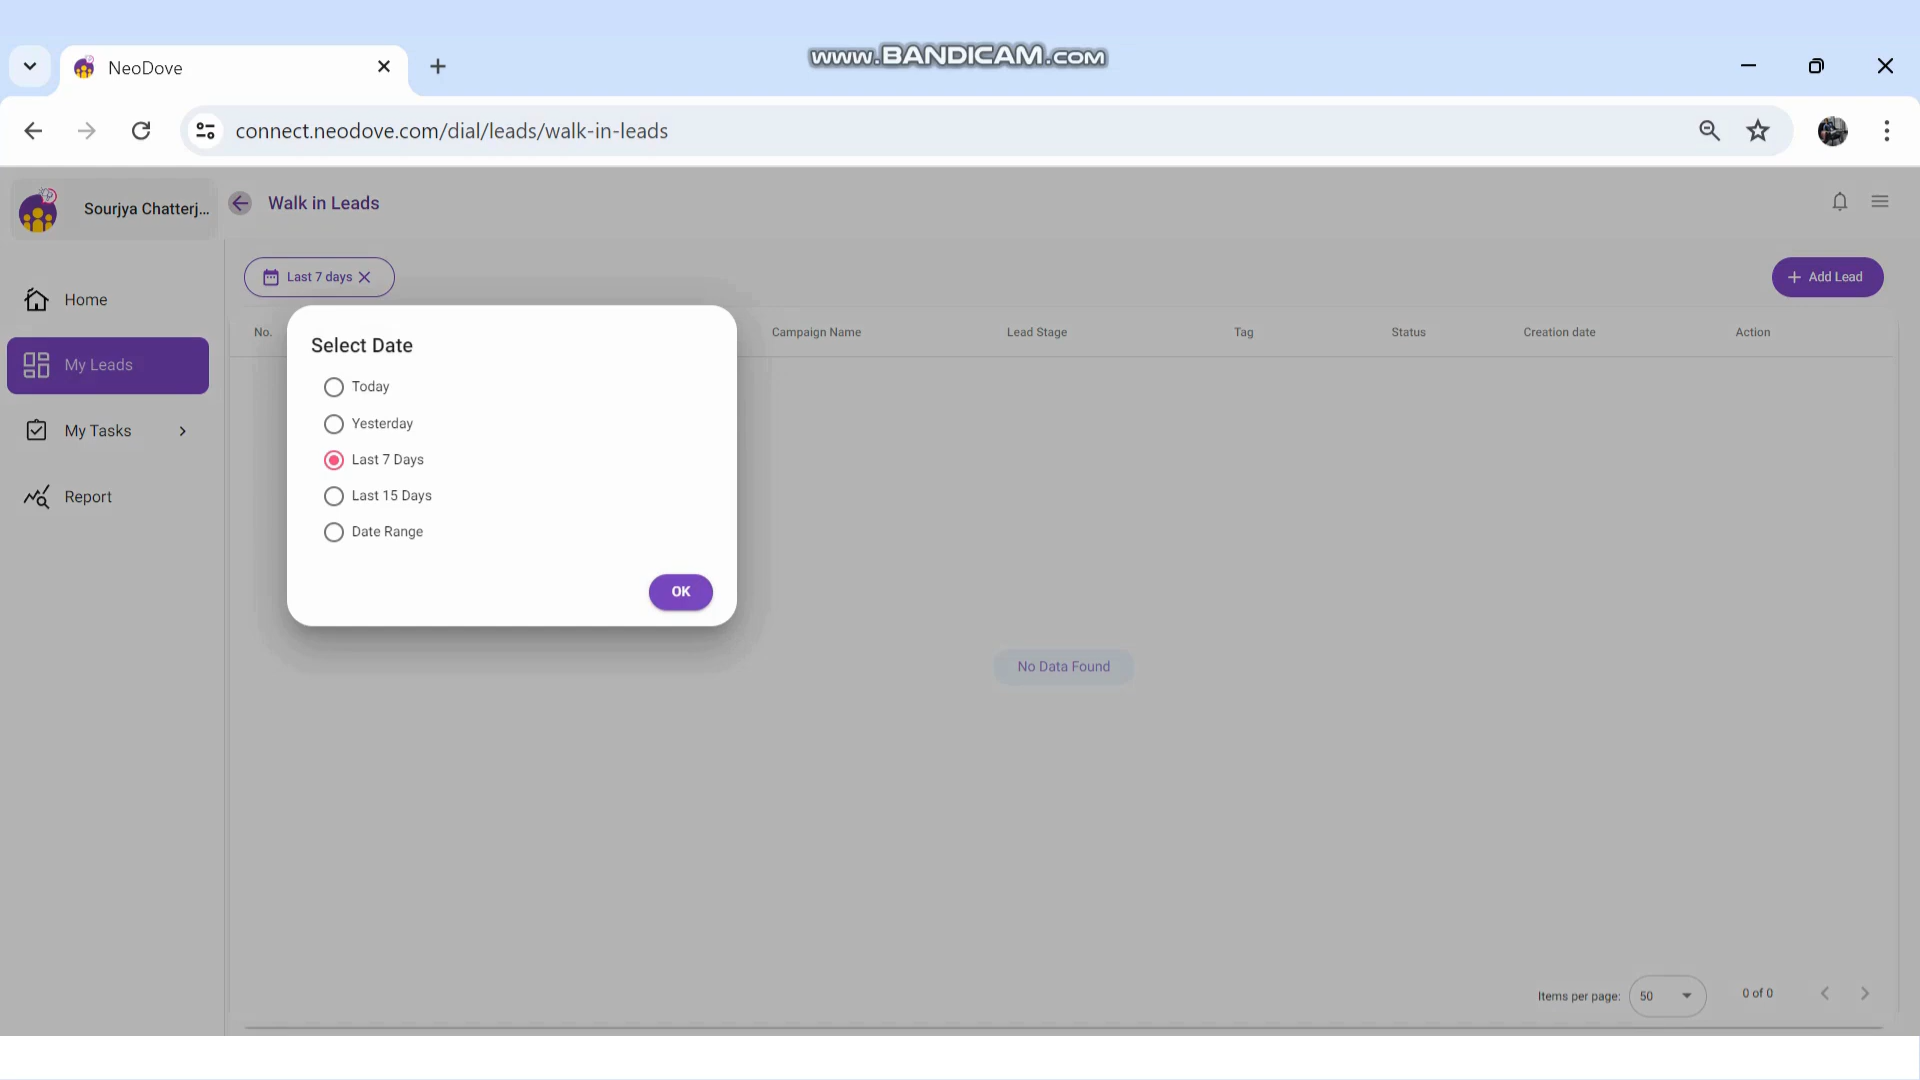 NeoDove
www.BANDICAM.com
connect.neodove.com/dial/leads/walk-in-leads
Sourjya Chatterj...
Walk in Leads
Last 7 days
Add Lead
Home
My Leads
My Tasks
Report
No.
Campaign Name
Lead Stage
Tag
Status
Creation date
Action
Select Date
Today
Yesterday
Last 7 Days
Last 15 Days
Date Range
OK
No Data Found
Items per page:
50
0 of 0